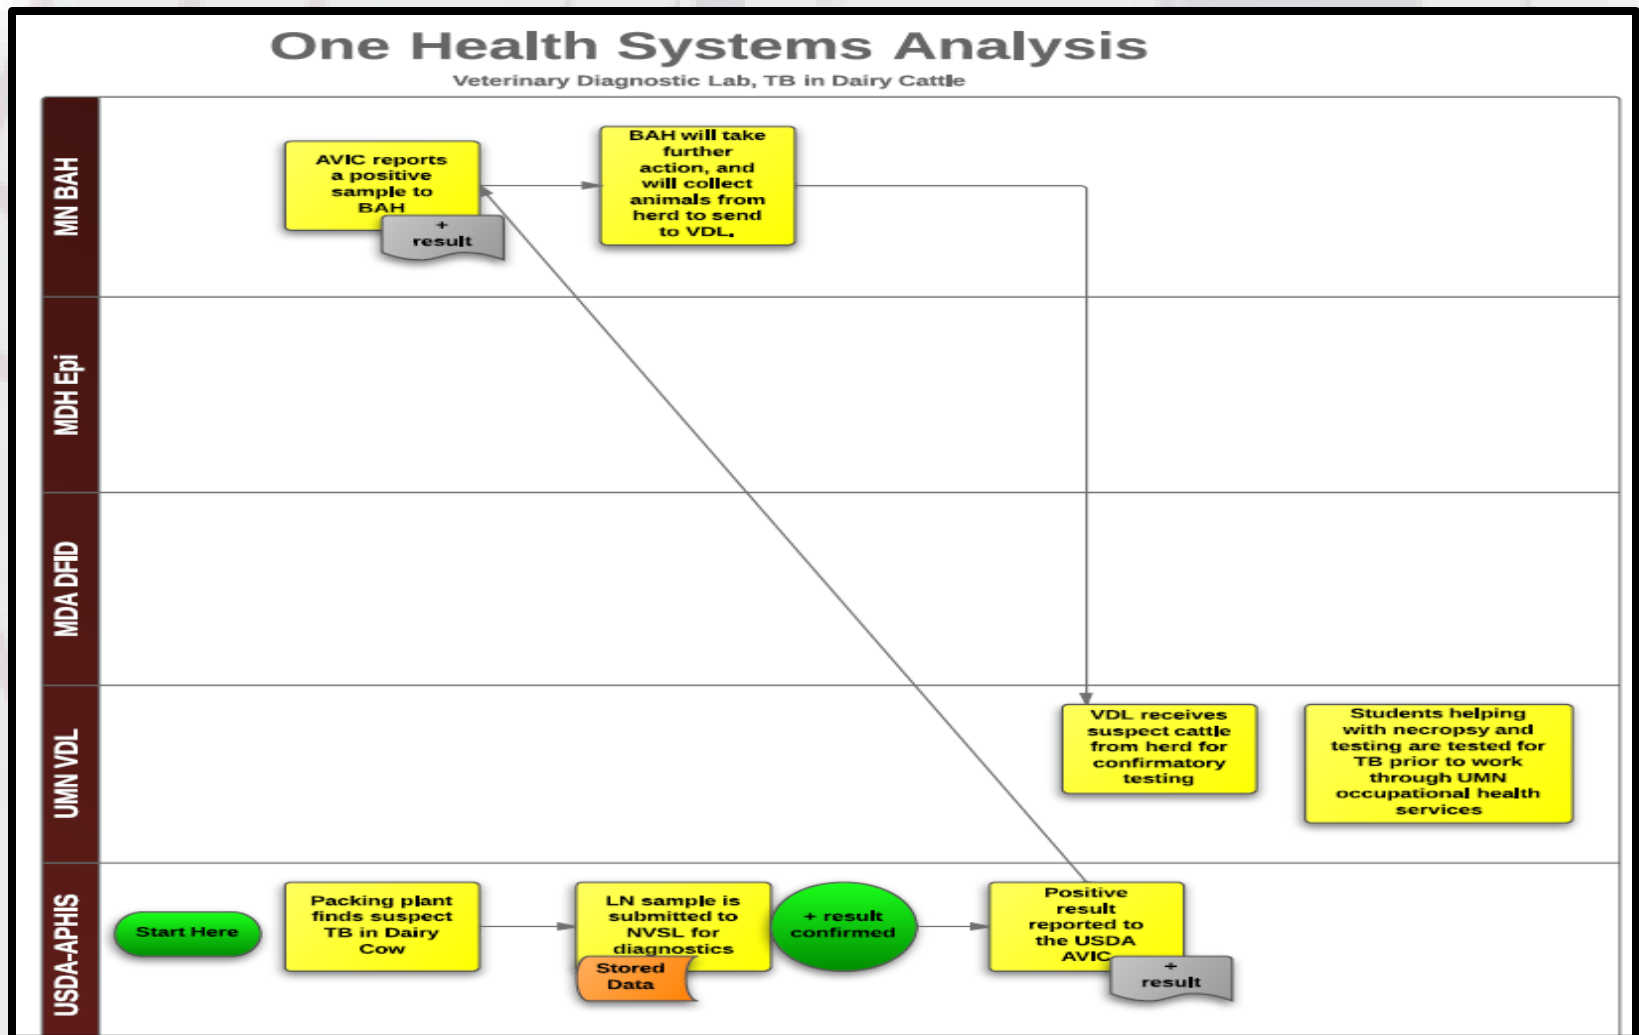 One Health Systems Analysis
Veterinary Diagnostic Lab, TB in Dairy Cattle
MN BAH
AVIC reports
a positive
sample to
BAH
+
result
BAH will take
further
action, and
will collect
animals from
herd to send
to VDL.
MDH Epi
MDA DFID
UMN VDL
VDL receives
suspect cattle
from herd for
confirmatory
testing
Students helping
with necropsy and
testing are tested for
TB prior to work
through UMN
occupational health
services
USDA-APHIS
Start Here
Packing plant
finds suspect
TB in Dairy
Cow
LN sample is
submitted to
NVSL for
diagnostics
Stored
Data
+ result
confirmed
Positive
result
reported to
the USDA
AVIC
+
result